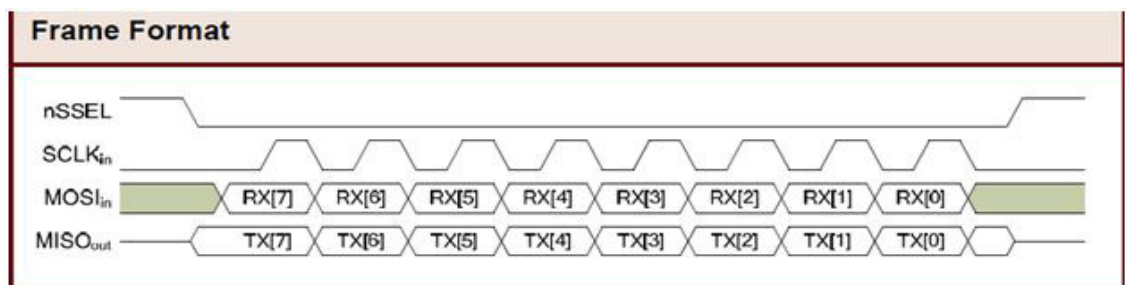 Frame Format
nSSEL
SCLKin
MOSIin RX[7] RX[6] RX[5] RX[4] RX[3] RX[2] RX[1] RX[0]
MISOout TX[7] TX[6] TX[5] TX[4] TX[3] TX[2] TX[1] TX[0]